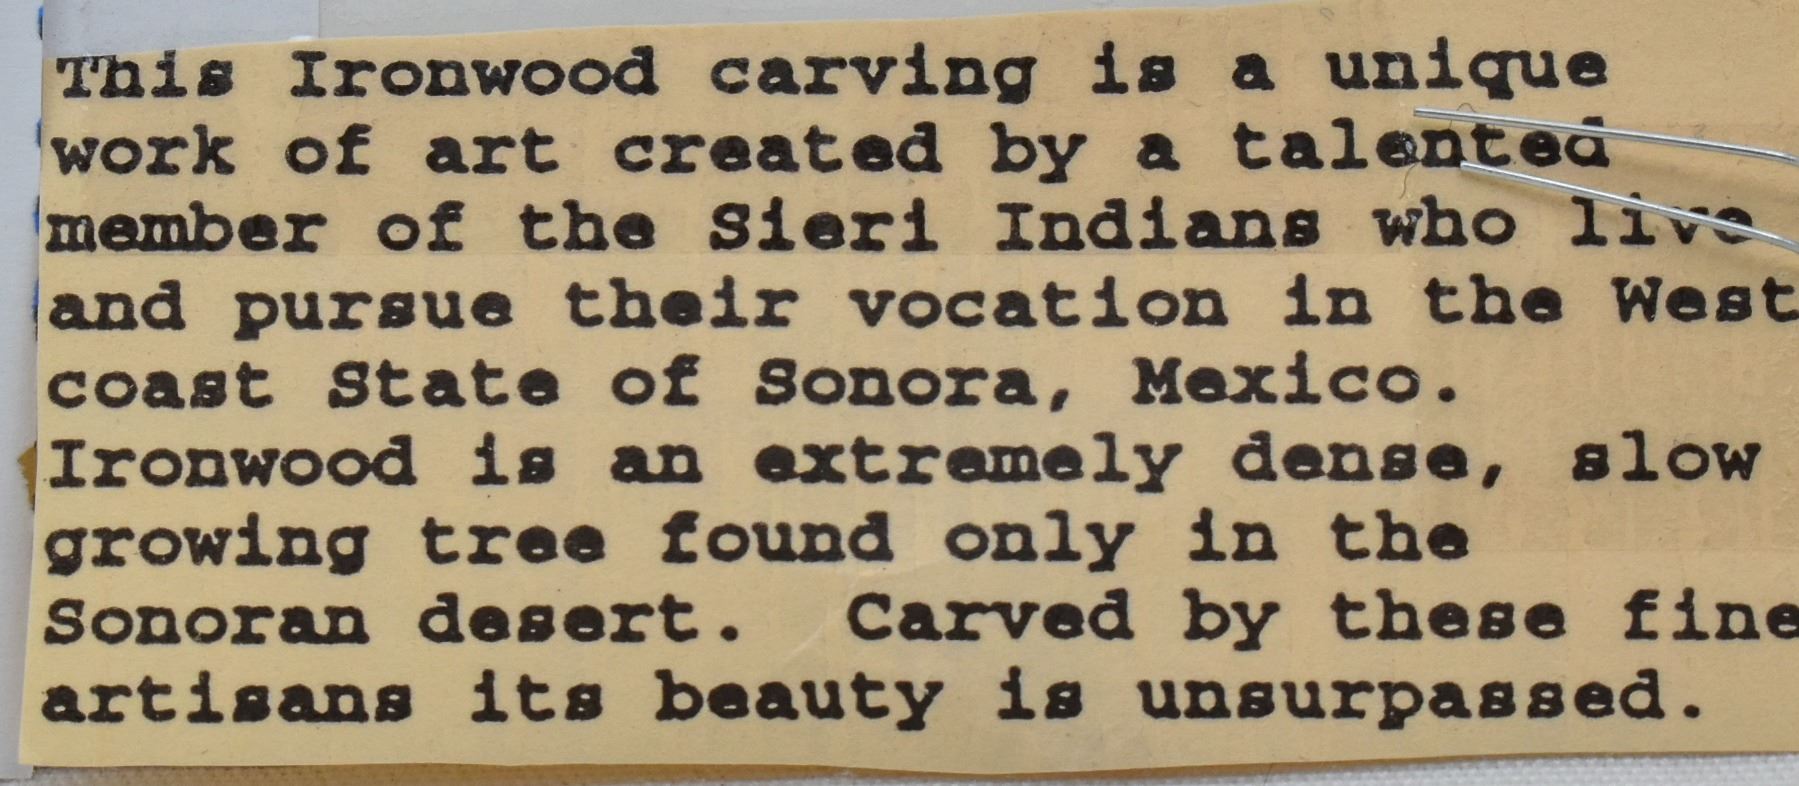 This Ironwood carving is a unique
work of art created by a talented
member of the Sieri Indians who live
and pursue their vocation in the West
coast State of Sonora, Mexico.
Ironwood is an extremely dense, slow
growing tree found only in the
Sonoran desert.  Carved by these fine
artisans its beauty is unsurpassed.